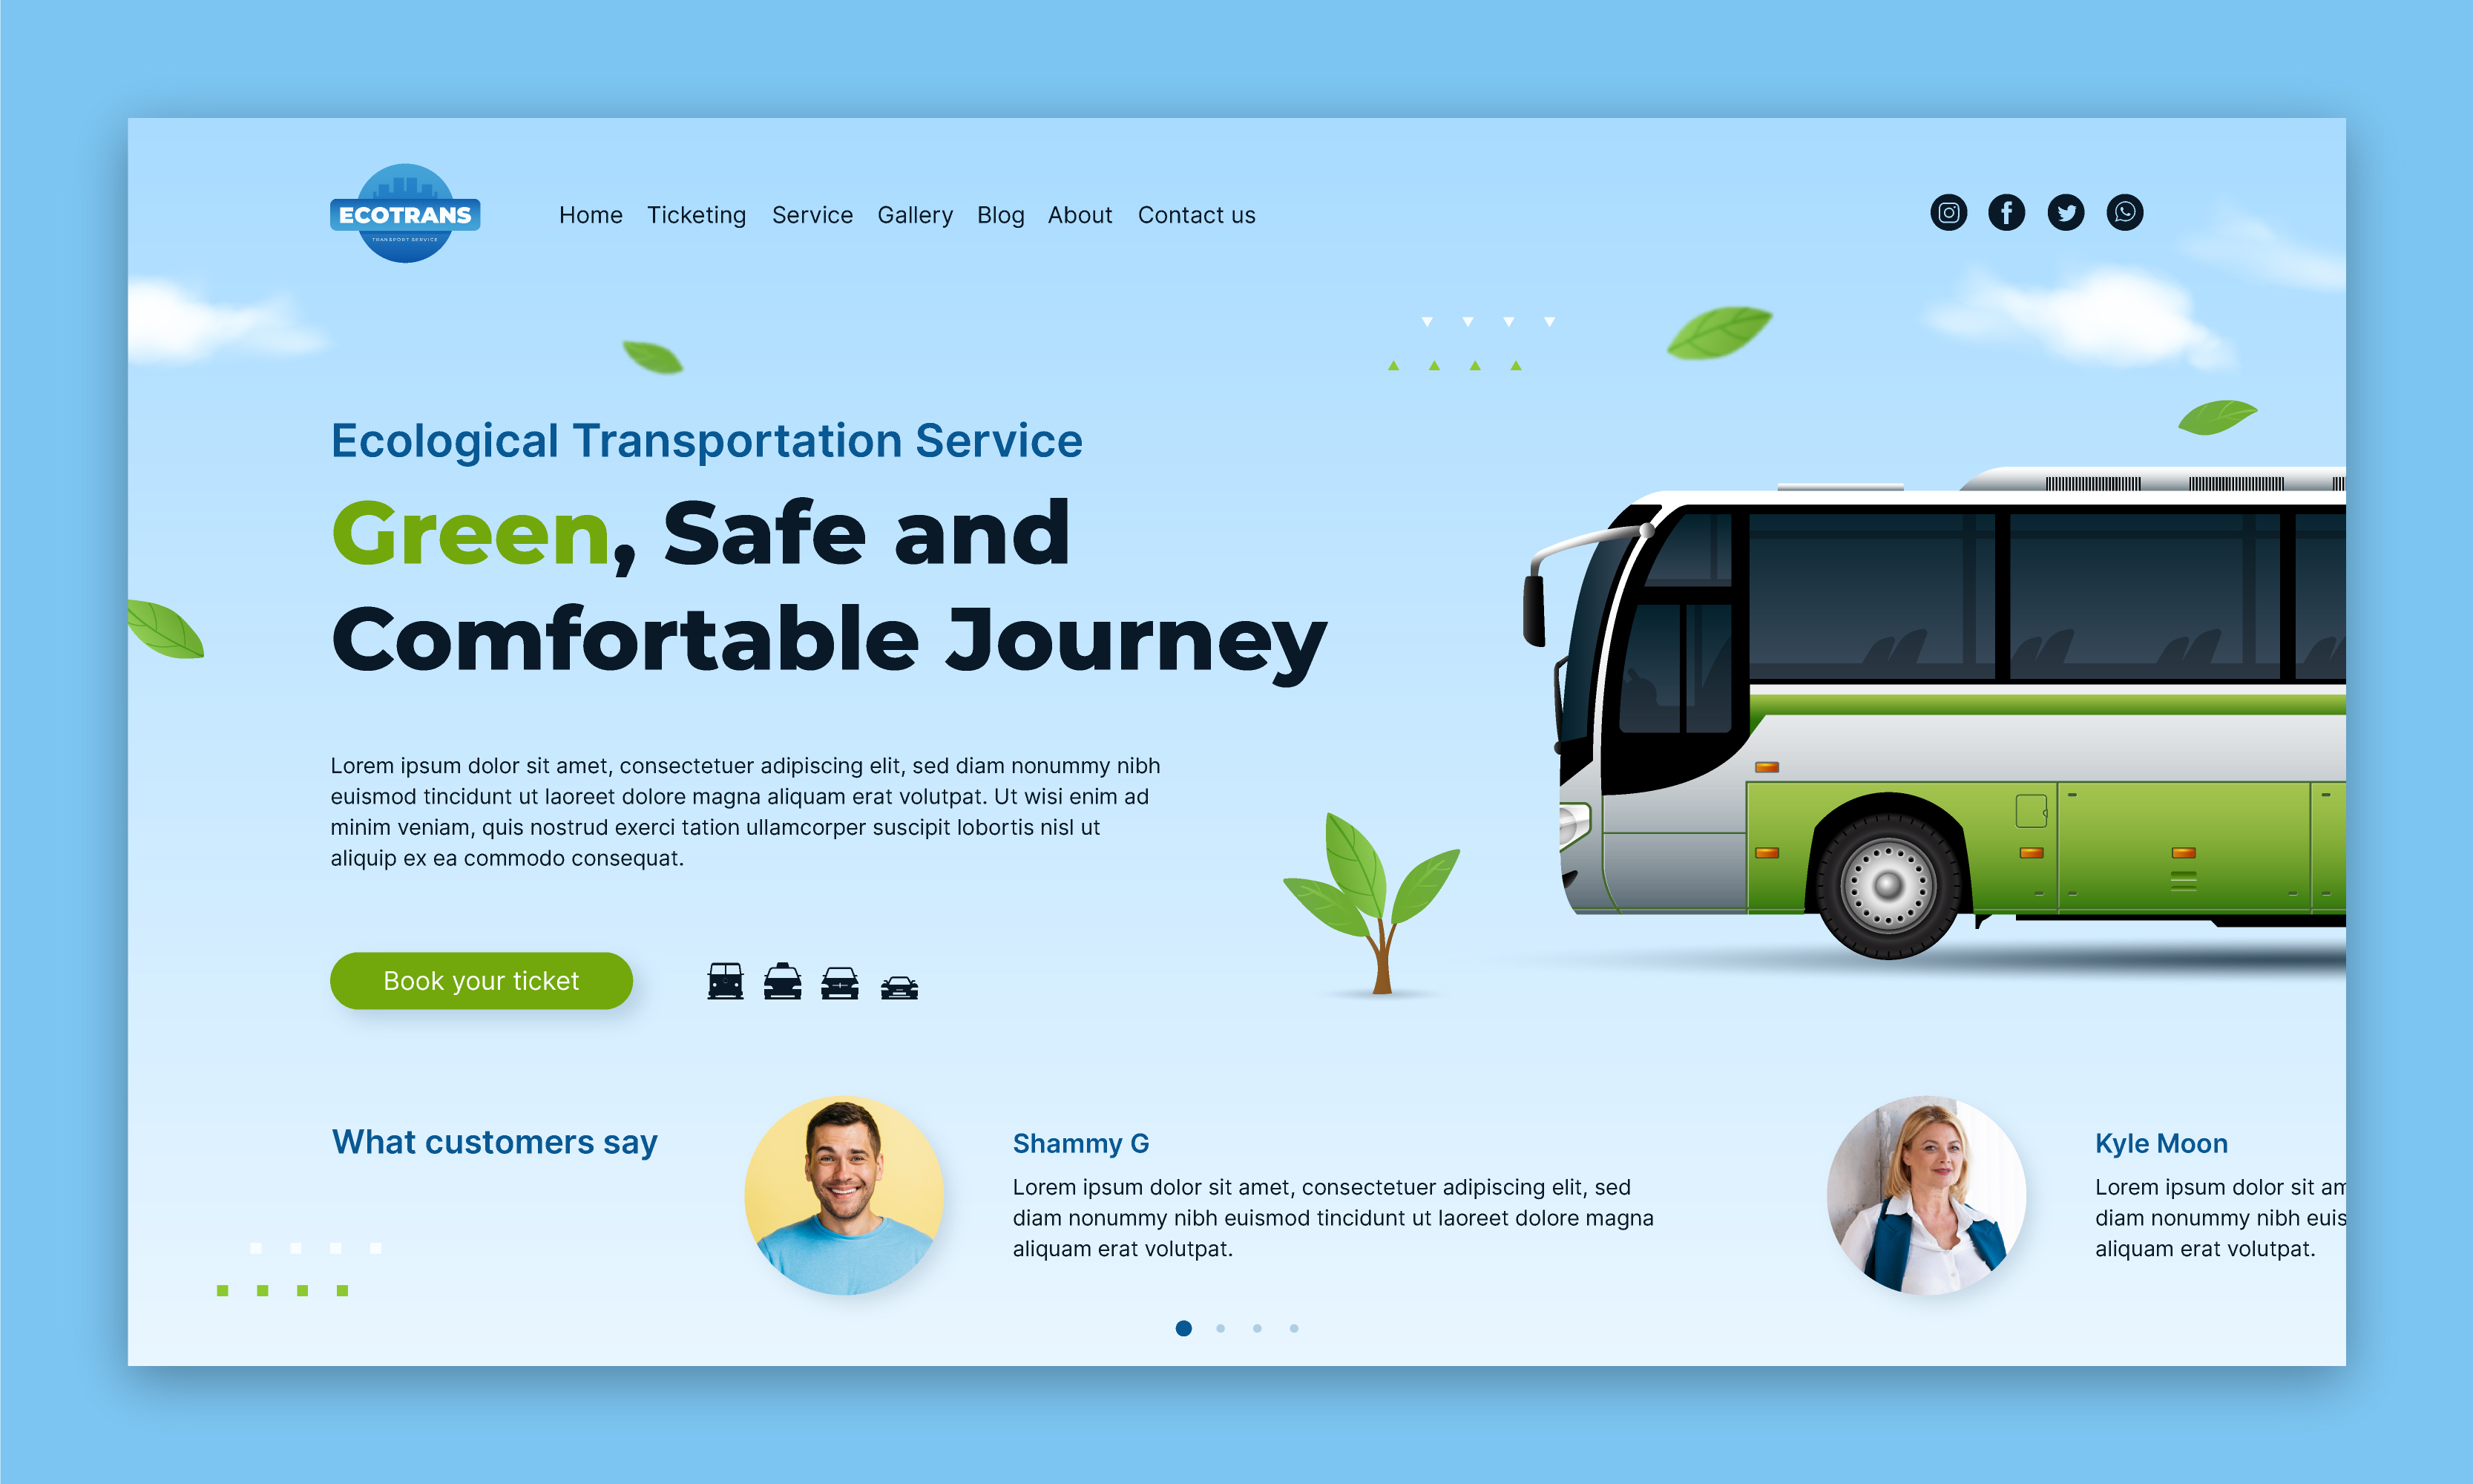 ECOTRANS
TRANSPORT SERVICE
Home Ticketing Service Gallery Blog About Contact us
Ecological Transportation Service
Green, Safe and
Comfortable Journey
Lorem ipsum dolor sit amet, consectetuer adipiscing elit, sed diam nonummy nibh
euismod tincidunt ut laoreet dolore magna aliquam erat volutpat. Ut wisi enim ad
minim veniam, quis nostrud exerci tation ullamcorper suscipit lobortis nisl ut
aliquip ex ea commodo consequat.
Book your ticket
What customers say
Shammy G
Lorem ipsum dolor sit amet, consectetuer adipiscing elit, sed
diam nonummy nibh euismod tincidunt ut laoreet dolore magna
aliquam erat volutpat.
Kyle Moon
Lorem ipsum dolor sit am
diam nonummy nibh euis
aliquam erat volutpat.